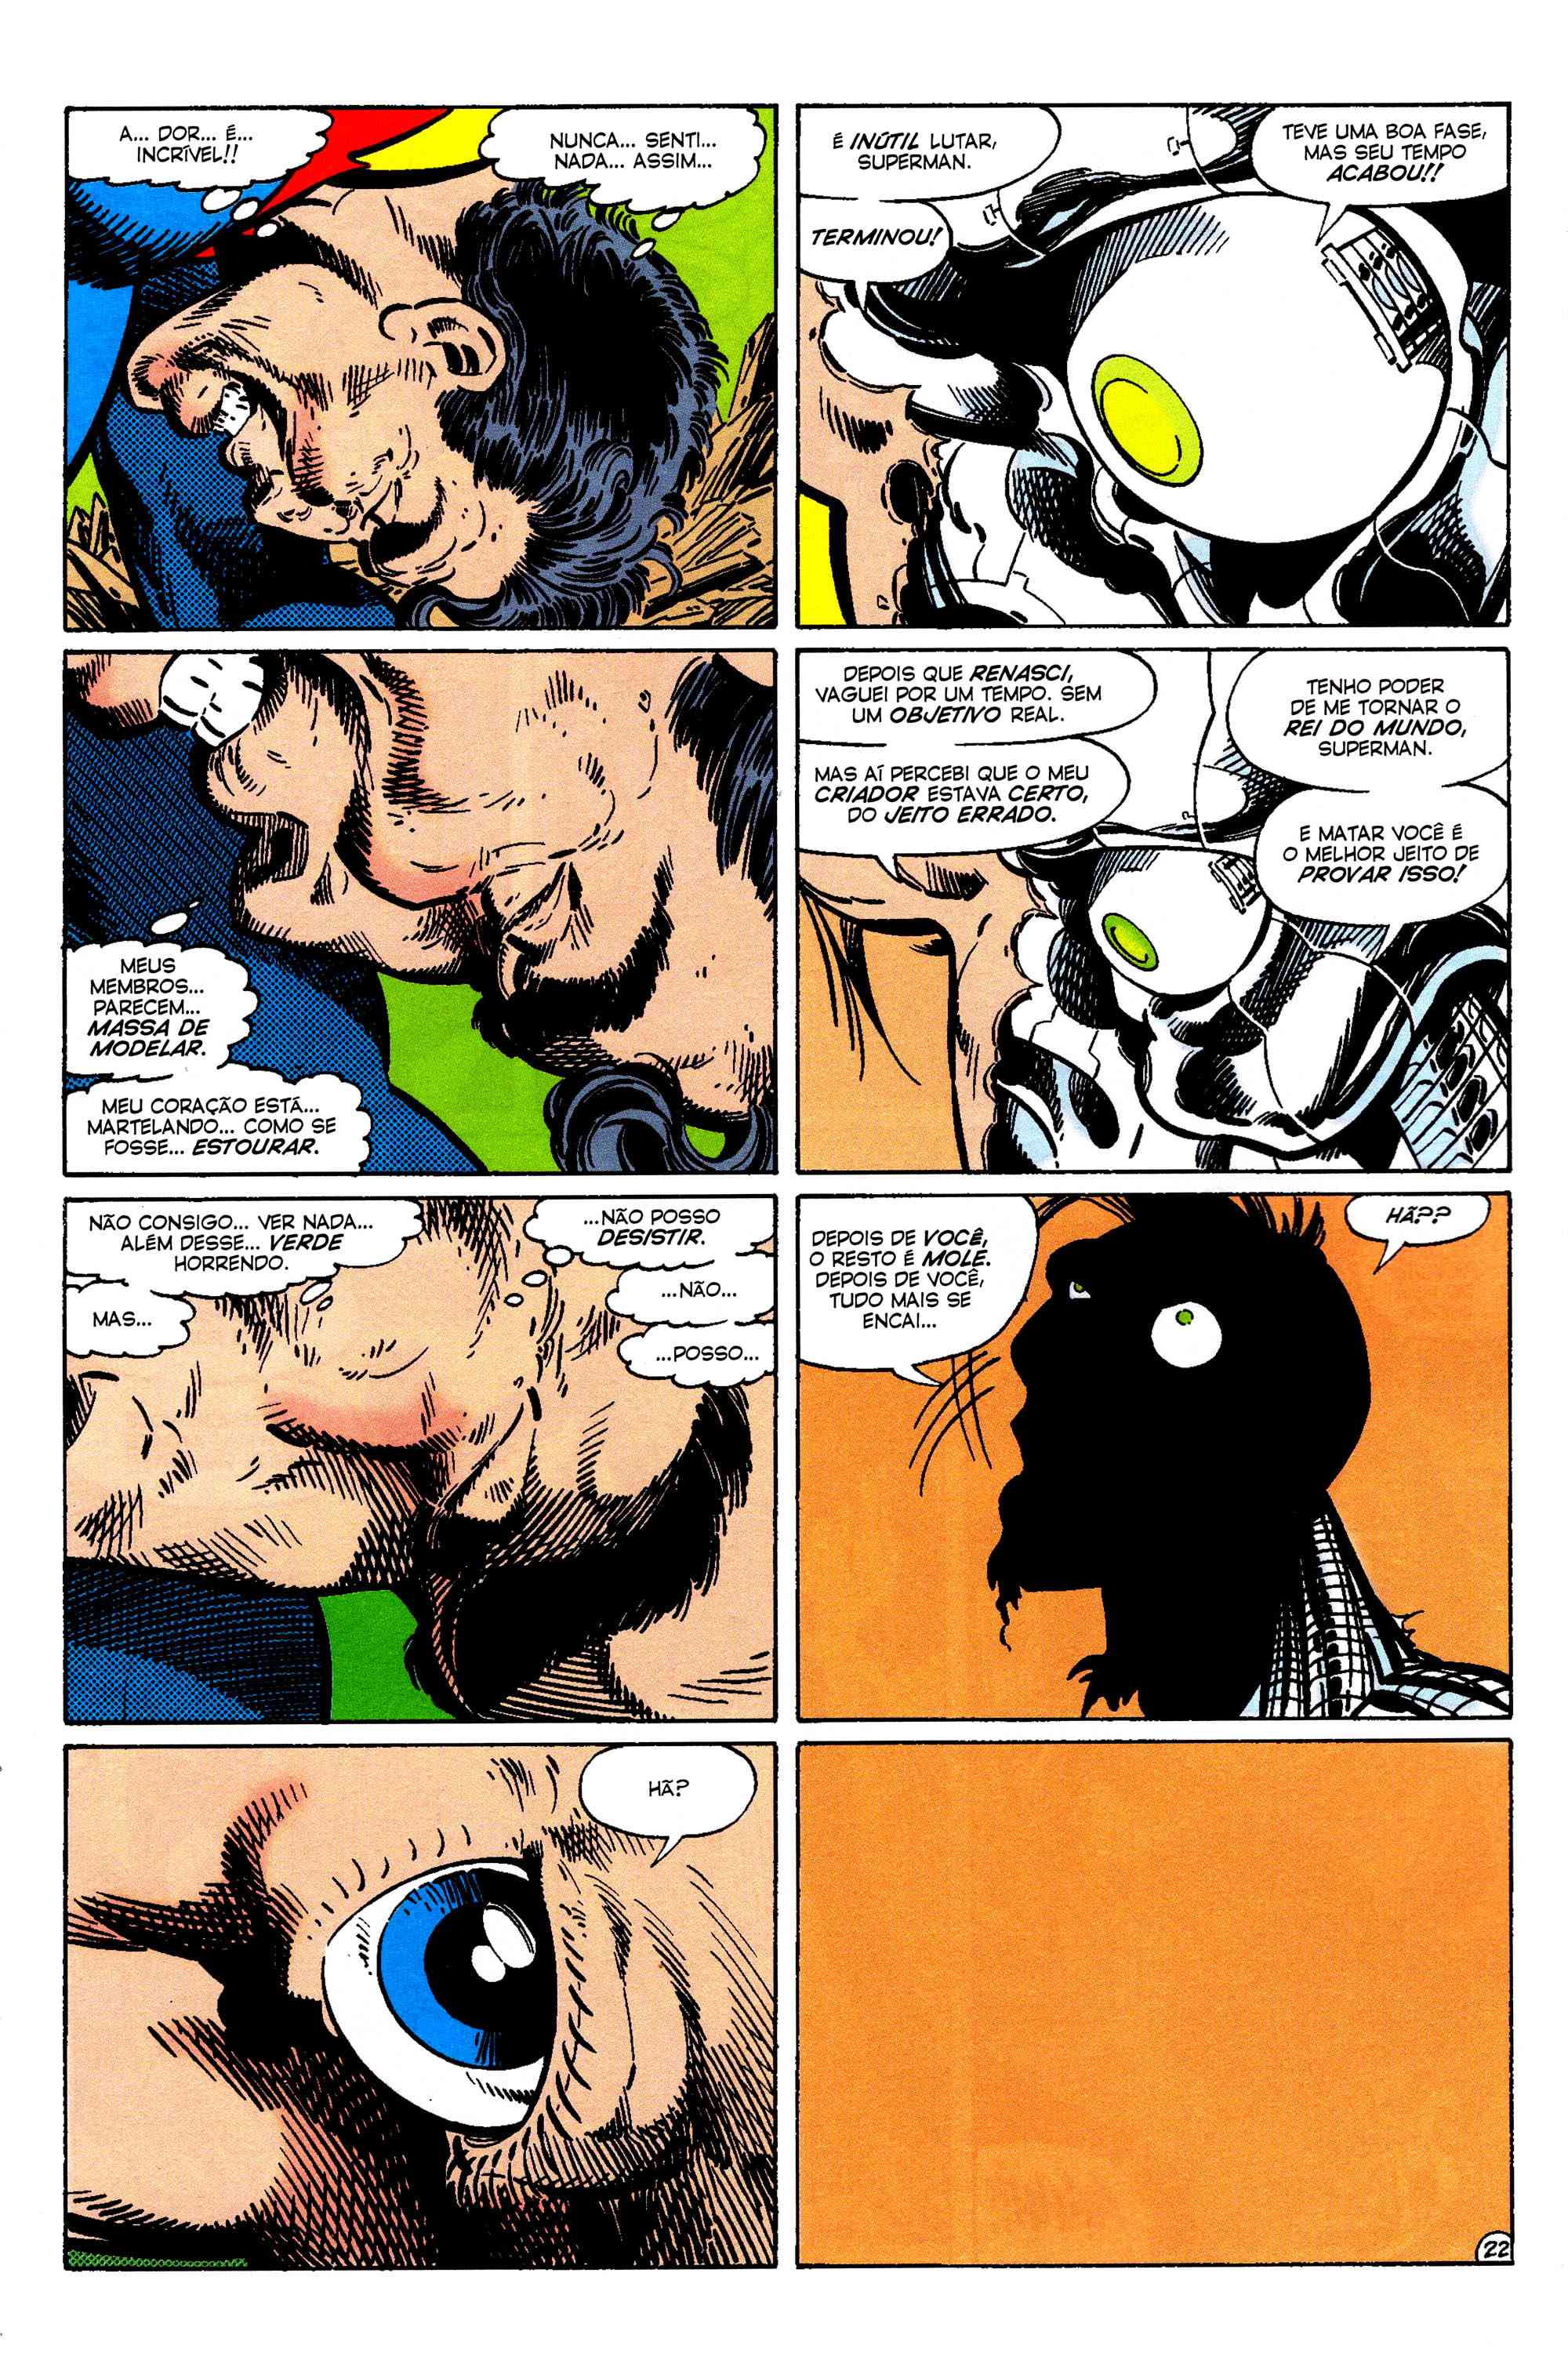 A... DOR... É...
INCRÍVEL!!
NUNCA... SENTI...
NADA... ASSIM...
É INÚTIL LUTAR,
SUPERMAN.
TERMINOU!
TEVE UMA BOA FASE,
MAS SEU TEMPO
ACABOU!!
MEUS
MEMBROS...
PARECEM...
MASSA DE
MODELAR.
MEU CORAÇÃO ESTÁ...
MARTELANDO... COMO SE
FOSSE... ESTOURAR.
DEPOIS QUE RENASCI,
VAGUEI POR UM TEMPO. SEM
UM OBJETIVO REAL.
MAS AÍ PERCEBI QUE O MEU
CRIADOR ESTAVA CERTO,
DO JEITO ERRADO.
TENHO PODER
DE ME TORNAR O
REI DO MUNDO,
SUPERMAN.
E MATAR VOCÊ É
O MELHOR JEITO DE
PROVAR ISSO!
NÃO CONSIGO... VER NADA...
ALÉM DESSE... VERDE
HORRENDO.
MAS...
...NÃO POSSO
DESISTIR.
...NÃO...
...POSSO...
DEPOIS DE VOCÊ,
O RESTO É MOLE.
DEPOIS DE VOCÊ,
TUDO MAIS SE
ENCAI...
HÃ??
HÃ?
22